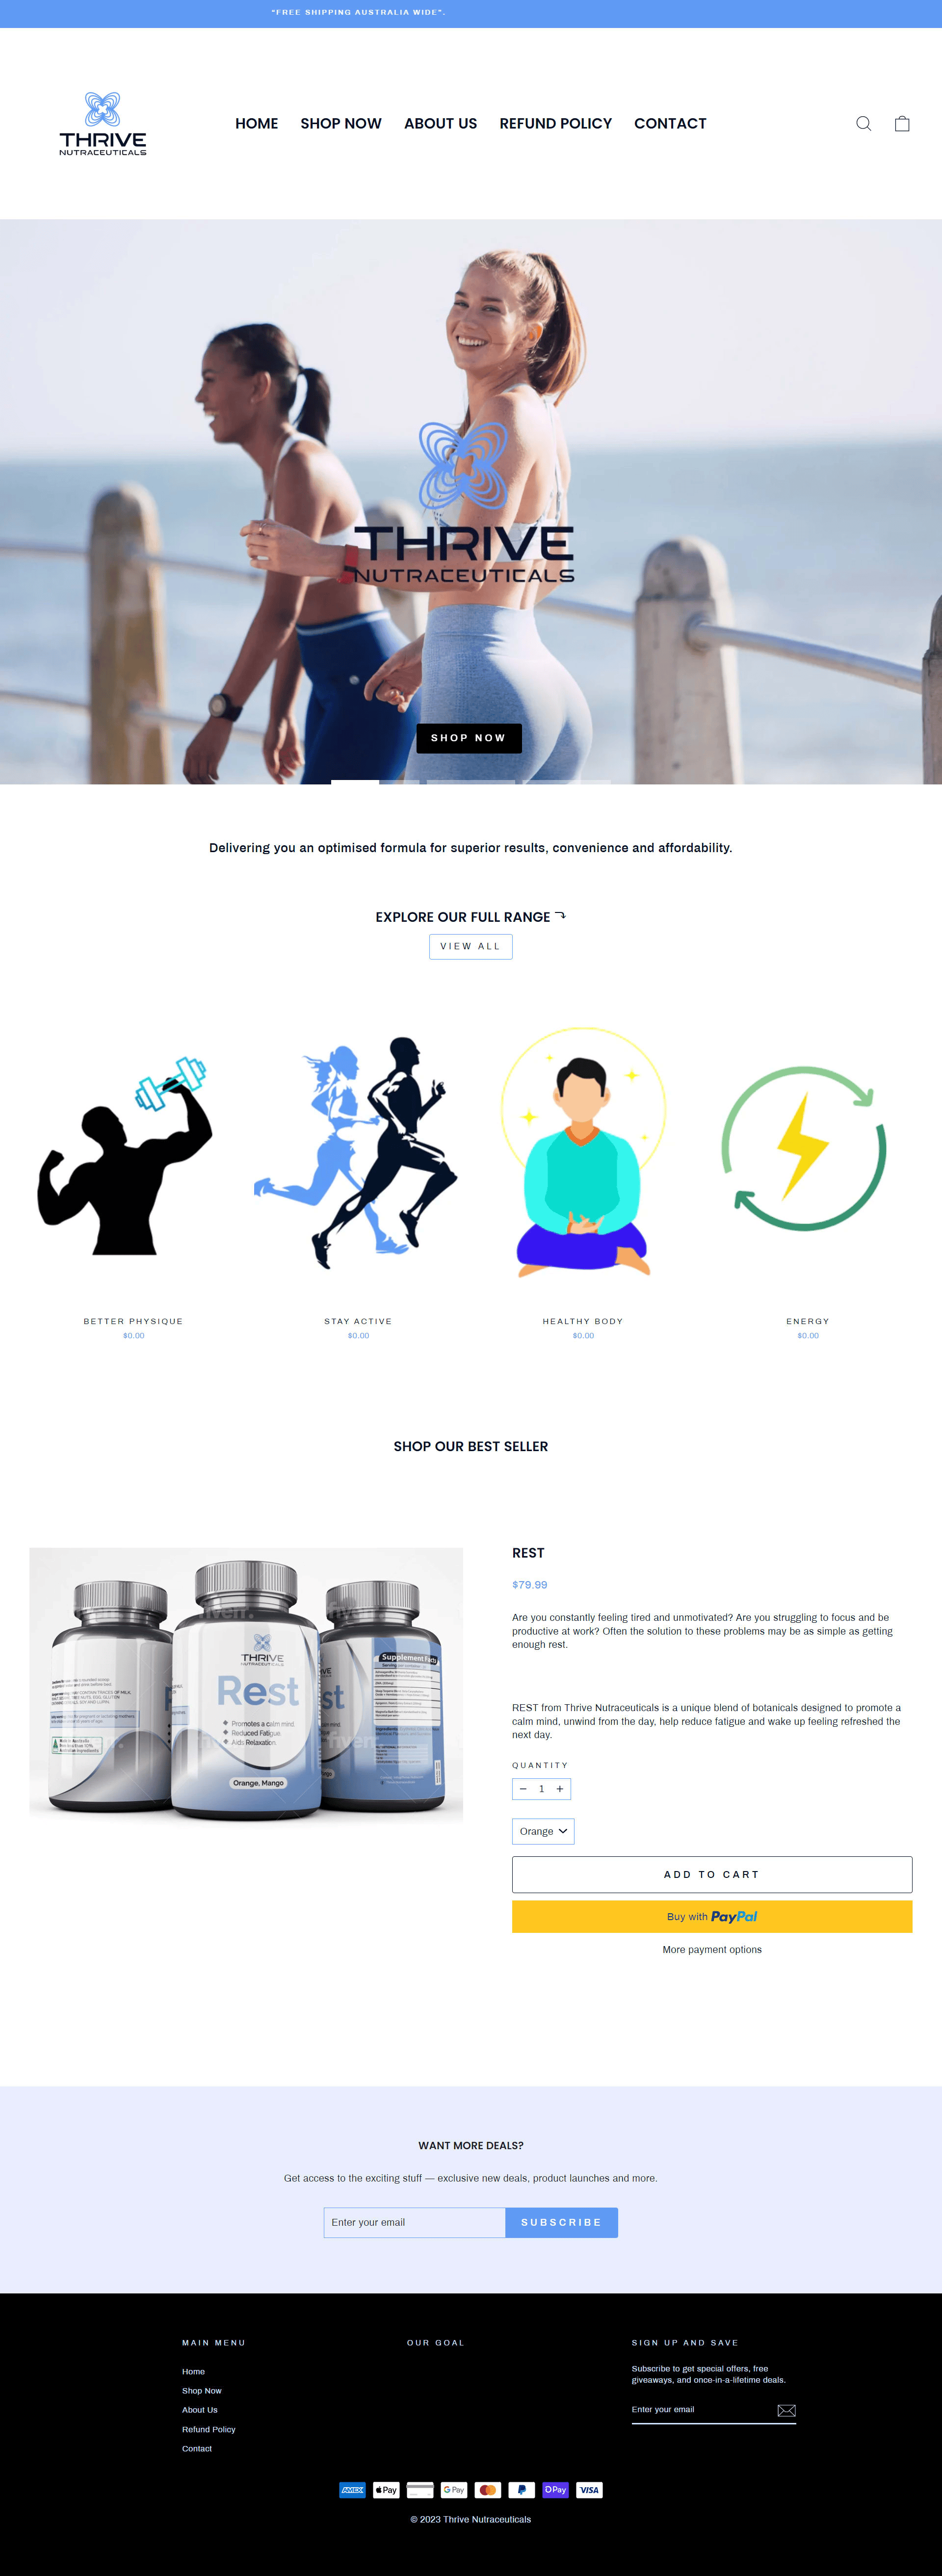 "FREE SHIPPING AUSTRALIA WIDE".
THRIVE
NUTRACEUTICALS
HOME SHOP NOW ABOUT US REFUND POLICY CONTACT
THRIVE
NUTRACEUTICALS
SHOP NOW
Delivering you an optimised formula for superior results, convenience and affordability.
EXPLORE OUR FULL RANGE
VIEW ALL
BETTER PHYSIQUE
$0.00
STAY ACTIVE
$0.00
HEALTHY BODY
$0.00
ENERGY
$0.00
SHOP OUR BEST SELLER
THRIVE
NUTRACEUTICALS
Rest
Promotes a calm mind.
Reduced Fatigue.
Aids Relaxation.
Orange, Mango
Supplement Facts
REST
$79.99
Are you constantly feeling tired and unmotivated? Are you struggling to focus and be
productive at work? Often the solution to these problems may be as simple as getting
enough rest.
REST from Thrive Nutraceuticals is a unique blend of botanicals designed to promote a
calm mind, unwind from the day, help reduce fatigue and wake up feeling refreshed the
next day.
QUANTITY
− 1 +
Orange
ADD TO CART
Buy with PayPal
More payment options
WANT MORE DEALS?
Get access to the exciting stuff — exclusive new deals, product launches and more.
Enter your email
SUBSCRIBE
MAIN MENU
Home
Shop Now
About Us
Refund Policy
Contact
OUR GOAL
SIGN UP AND SAVE
Subscribe to get special offers, free
giveaways, and once-in-a-lifetime deals.
Enter your email
AMEX Pay G Pay Pay VISA
© 2023 Thrive Nutraceuticals